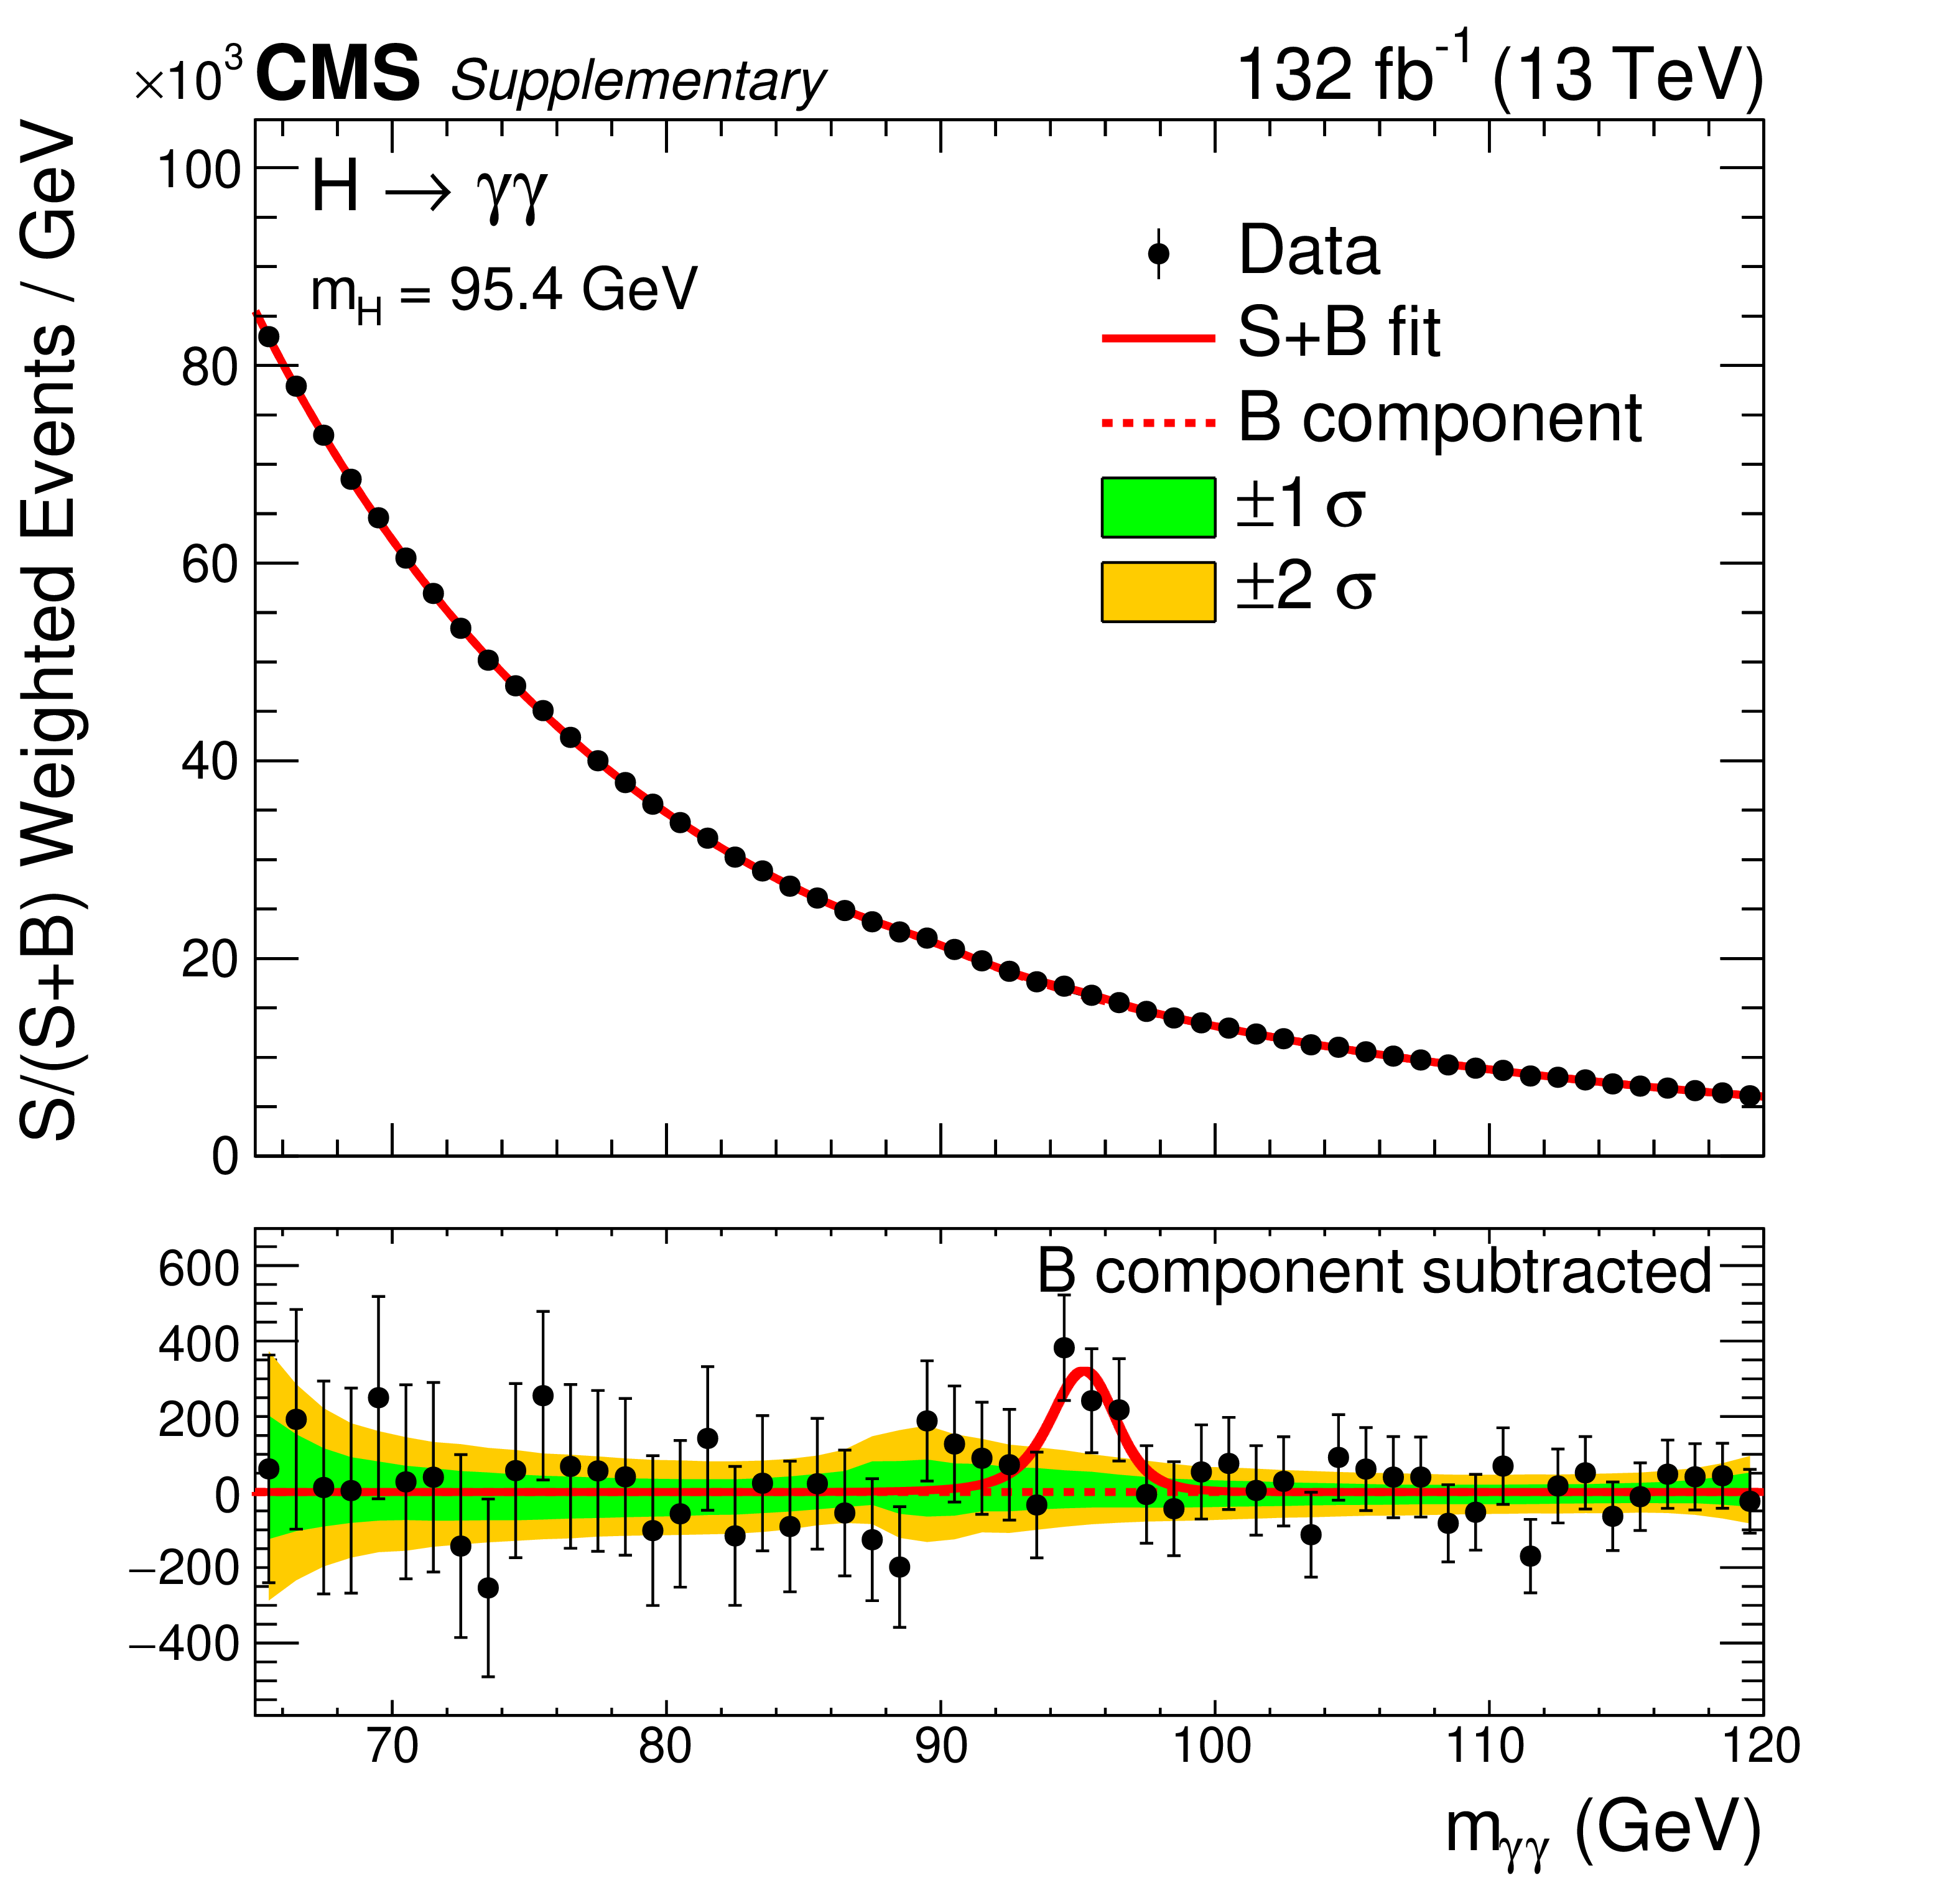 ×10³ CMS Supplementary 132 fb⁻¹ (13 TeV)
S/(S+B) Weighted Events / GeV
100
80
60
40
20
0
H → γγ
m_H = 95.4 GeV
Data
S+B fit
B component
±1 σ
±2 σ
B component subtracted
600
400
200
0
−200
−400
70 80 90 100 110 120
m_γγ (GeV)